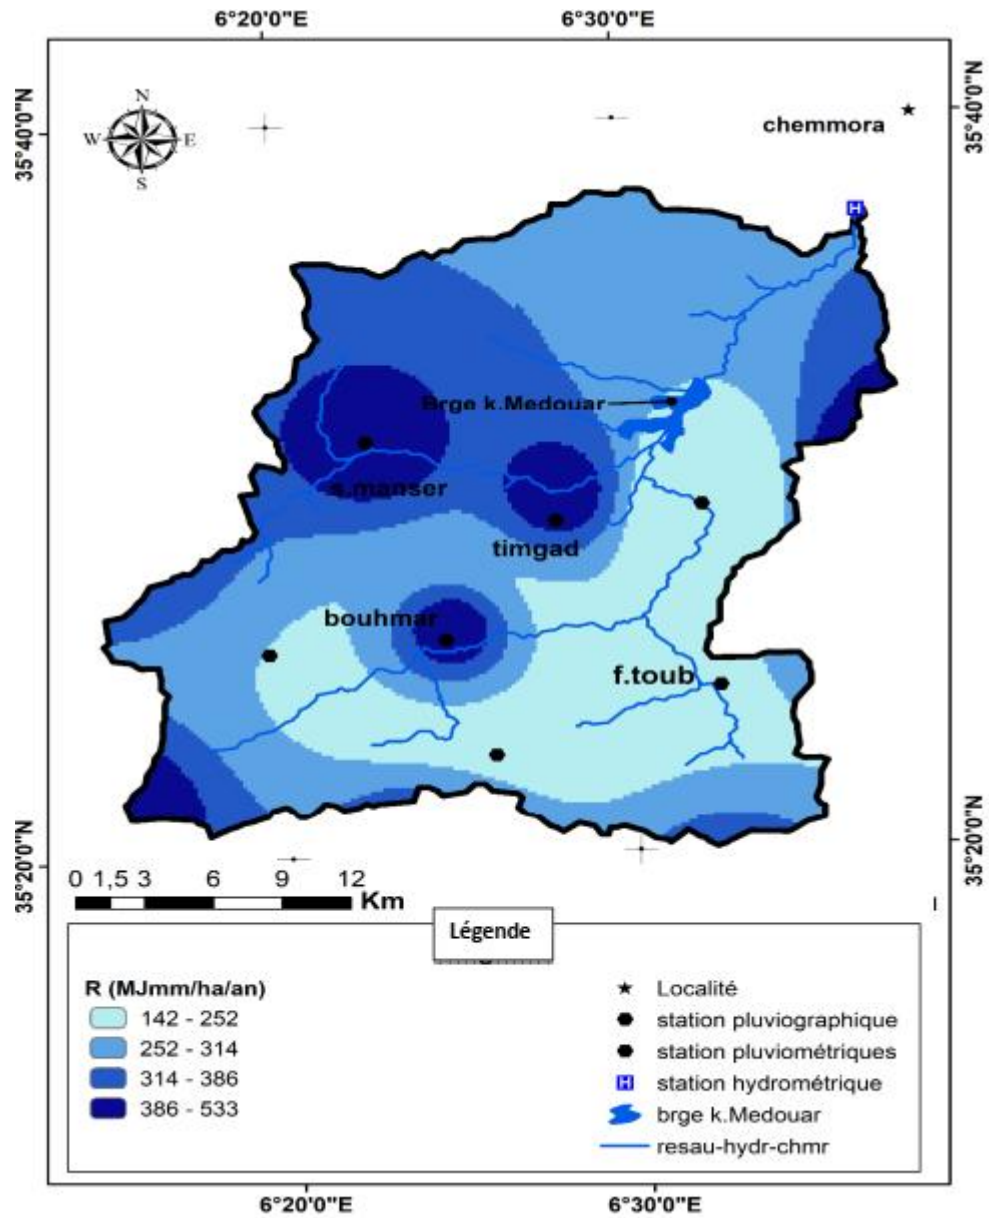 6°20'0"E 6°30'0"E
35°40'0"N
35°40'0"N
N
W E
S
chemmora
H
Brge k.Medouar
s.manser
timgad
bouhmar
f.toub
35°20'0"N
35°20'0"N
0 1,5 3 6 9 12
Km
Légende
R (MJmm/ha/an)
142 - 252
252 - 314
314 - 386
386 - 533
Localité
station pluviographique
station pluviométriques
H station hydrométrique
brge k.Medouar
resau-hydr-chmr
6°20'0"E 6°30'0"E